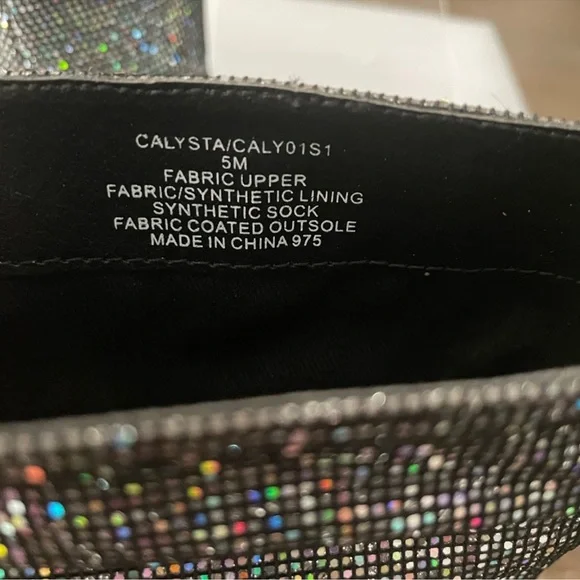 CALYSTA/CALY01S1
5M
FABRIC UPPER
FABRIC/SYNTHETIC LINING
SYNTHETIC SOCK
FABRIC COATED OUTSOLE
MADE IN CHINA 975